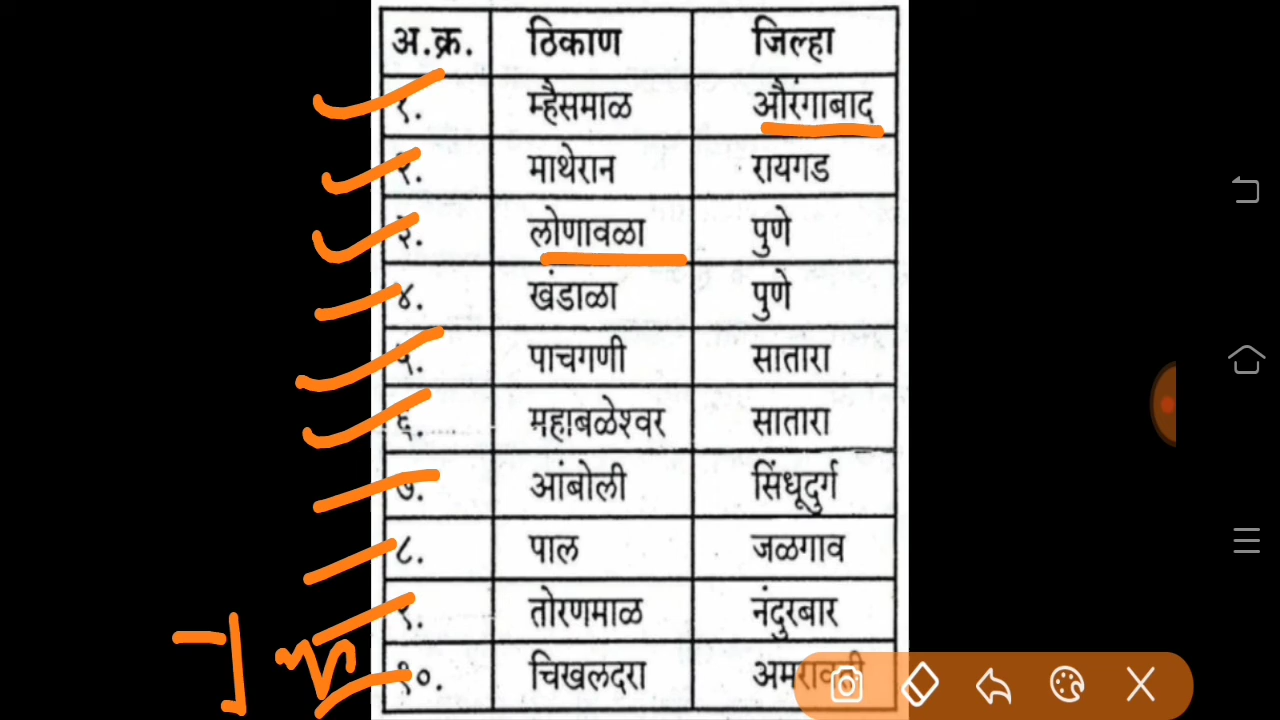 अ.क्र. ठिकाण जिल्हा
१. म्हैसमाळ औरंगाबाद
२. माथेरान रायगड
३. लोणावळा पुणे
४. खंडाळा पुणे
५. पाचगणी सातारा
६. महाबळेश्वर सातारा
७. आंबोली सिंधूदुर्ग
८. पाल जळगाव
९. तोरणमाळ नंदुरबार
१०. चिखलदरा